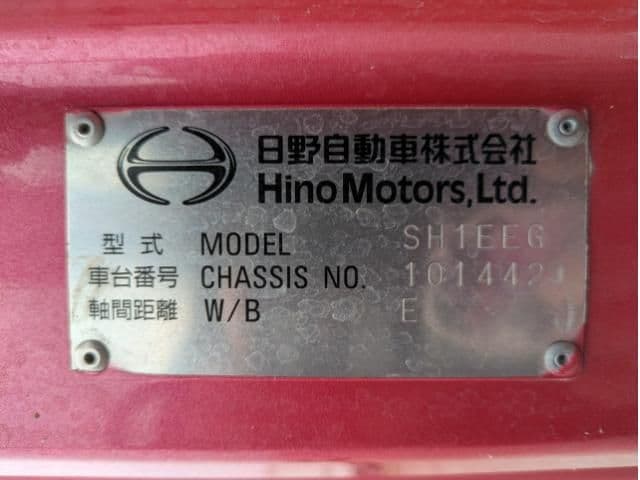 日野自動車株式会社
Hino Motors, Ltd.
型式 MODEL SH1EEG
車台番号 CHASSIS NO.
軸間距離 W/B E